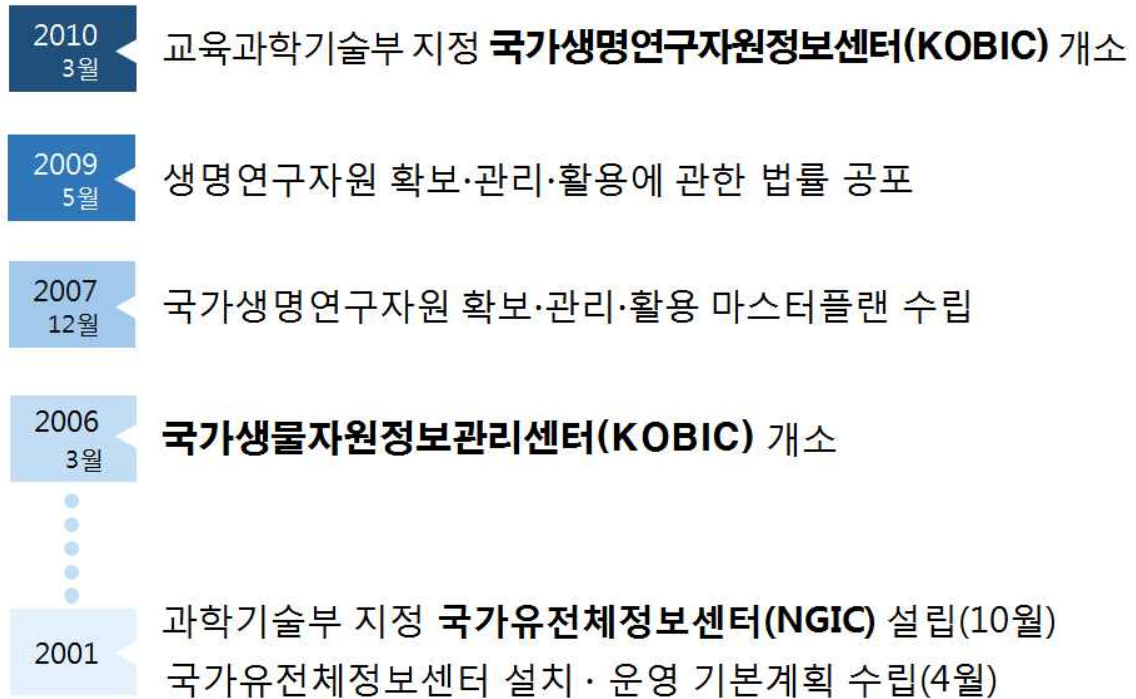 2010
3월
교육과학기술부 지정 국가생명연구자원정보센터(KOBIC) 개소
2009
5월
생명연구자원 확보·관리·활용에 관한 법률 공포
2007
12월
국가생명연구자원 확보·관리·활용 마스터플랜 수립
2006
3월
국가생물자원정보관리센터(KOBIC) 개소
2001
과학기술부 지정 국가유전체정보센터(NGIC) 설립(10월)
국가유전체정보센터 설치 · 운영 기본계획 수립(4월)